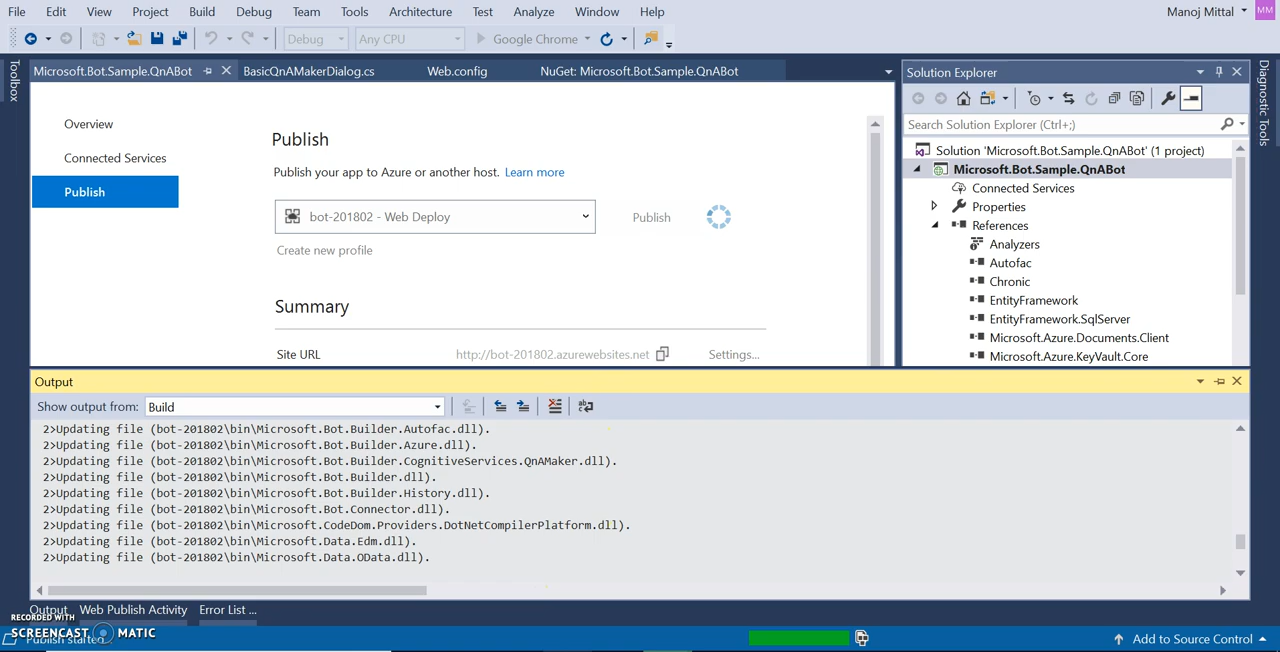 File Edit View Project Build Debug Team Tools Architecture Test Analyze Window Help Manoj Mittal MM
Debug Any CPU Google Chrome
Toolbox
Microsoft.Bot.Sample.QnABot BasicQnAMakerDialog.cs Web.config NuGet: Microsoft.Bot.Sample.QnABot
Overview
Connected Services
Publish
Publish
Publish your app to Azure or another host. Learn more
bot-201802 - Web Deploy Publish
Create new profile
Summary
Site URL http://bot-201802.azurewebsites.net Settings...
Solution Explorer
Search Solution Explorer (Ctrl+;)
Solution 'Microsoft.Bot.Sample.QnABot' (1 project)
Microsoft.Bot.Sample.QnABot
Connected Services
Properties
References
Analyzers
Autofac
Chronic
EntityFramework
EntityFramework.SqlServer
Microsoft.Azure.Documents.Client
Microsoft.Azure.KeyVault.Core
Diagnostic Tools
Output
Show output from: Build
2>Updating file (bot-201802\bin\Microsoft.Bot.Builder.Autofac.dll).
2>Updating file (bot-201802\bin\Microsoft.Bot.Builder.Azure.dll).
2>Updating file (bot-201802\bin\Microsoft.Bot.Builder.CognitiveServices.QnAMaker.dll).
2>Updating file (bot-201802\bin\Microsoft.Bot.Builder.dll).
2>Updating file (bot-201802\bin\Microsoft.Bot.Builder.History.dll).
2>Updating file (bot-201802\bin\Microsoft.Bot.Connector.dll).
2>Updating file (bot-201802\bin\Microsoft.CodeDom.Providers.DotNetCompilerPlatform.dll).
2>Updating file (bot-201802\bin\Microsoft.Data.Edm.dll).
2>Updating file (bot-201802\bin\Microsoft.Data.OData.dll).
Output Web Publish Activity Error List ...
RECORDED WITH
SCREENCAST MATIC
Publish started Add to Source Control